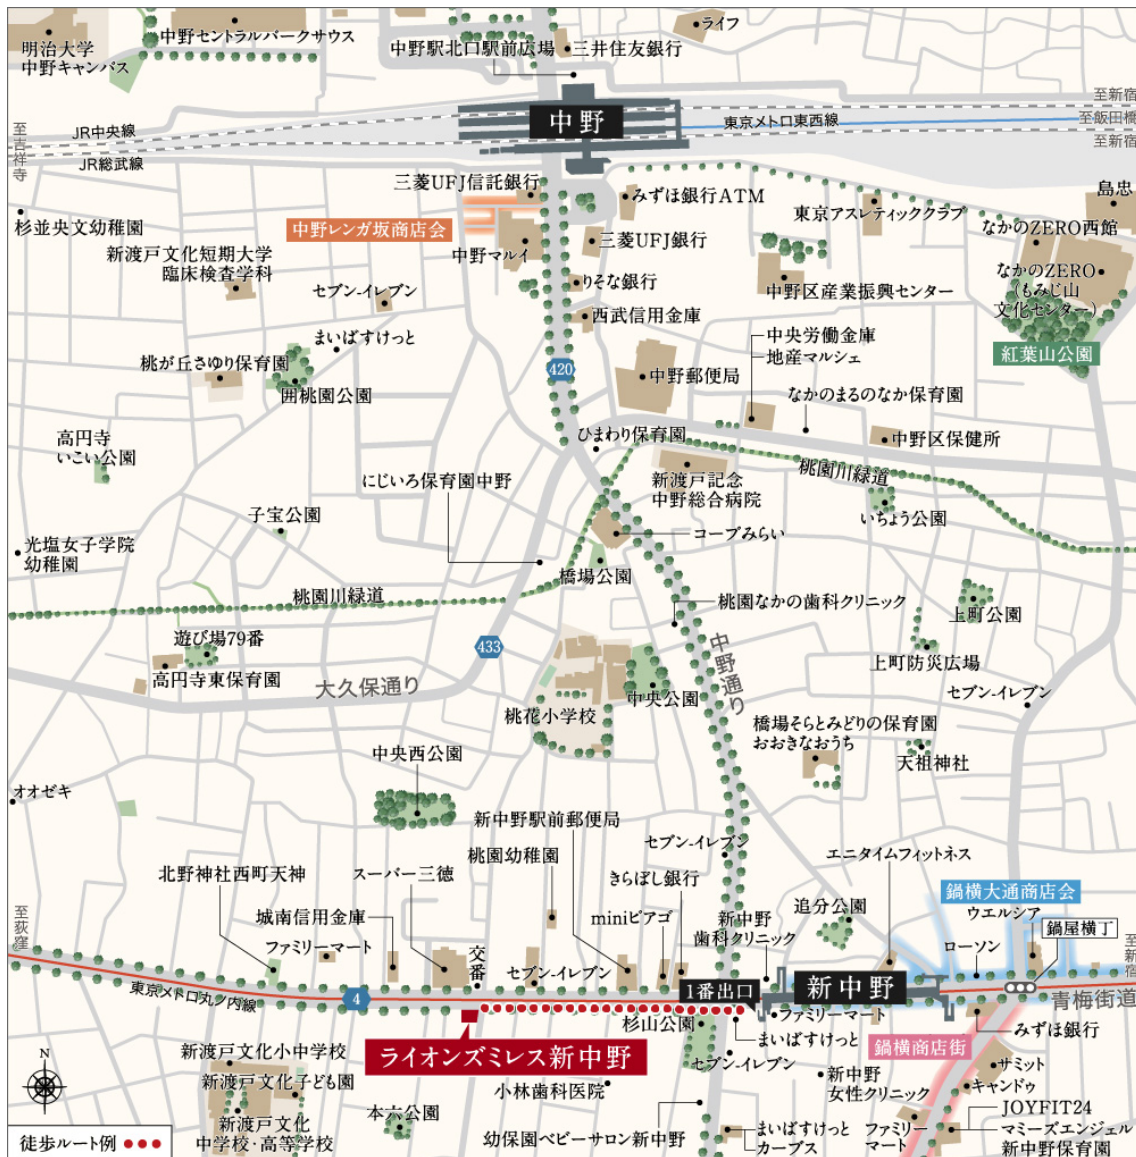 明治大学
中野キャンパス
中野セントラルパークサウス
中野駅北口駅前広場
三井住友銀行
ライフ
至吉祥寺
JR中央線
JR総武線
中野
東京メトロ東西線
至新宿
至飯田橋
至新宿
杉並央文幼稚園
三菱UFJ信託銀行
みずほ銀行ATM
東京アスレティッククラブ
島忠
中野レンガ坂商店会
なかのZERO西館
新渡戸文化短期大学
臨床検査学科
中野マルイ
三菱UFJ銀行
なかのZERO
(もみじ山
文化センター)
セブン-イレブン
りそな銀行
中野区産業振興センター
西武信用金庫
まいばすけっと
中央労働金庫
地産マルシェ
紅葉山公園
桃が丘さゆり保育園
420
中野郵便局
囲桃園公園
なかのまるのなか保育園
高円寺
いこい公園
ひまわり保育園
中野区保健所
にじいろ保育園中野
新渡戸記念
中野総合病院
桃園川緑道
子宝公園
いちょう公園
光塩女子学院
幼稚園
コープみらい
橋場公園
桃園川緑道
桃園なかの歯科クリニック
上町公園
遊び場79番
433
中野通り
高円寺東保育園
上町防災広場
大久保通り
中央公園
セブン-イレブン
桃花小学校
橋場そらとみどりの保育園
おおきなおうち
中央西公園
天祖神社
オオゼキ
新中野駅前郵便局
セブン-イレブン
エニタイムフィットネス
桃園幼稚園
北野神社西町天神
スーパー三徳
きらぼし銀行
鍋横大通商店会
至荻窪
城南信用金庫
miniピアゴ
新中野
歯科クリニック
追分公園
ウエルシア
鍋屋横丁
至新宿
ファミリーマート
交番
セブン-イレブン
ローソン
東京メトロ丸ノ内線
4
1番出口
新中野
青梅街道
杉山公園
ファミリーマート
みずほ銀行
ライオンズミレス新中野
まいばすけっと
鍋横商店街
新渡戸文化小中学校
セブン-イレブン
サミット
新渡戸文化子ども園
小林歯科医院
新中野
女性クリニック
キャンドゥ
N
新渡戸文化
中学校・高等学校
本六公園
幼保園ベビーサロン新中野
まいばすけっと
カーブス
ファミリー
マート
JOYFIT24
マミーズエンジェル
新中野保育園
徒歩ルート例